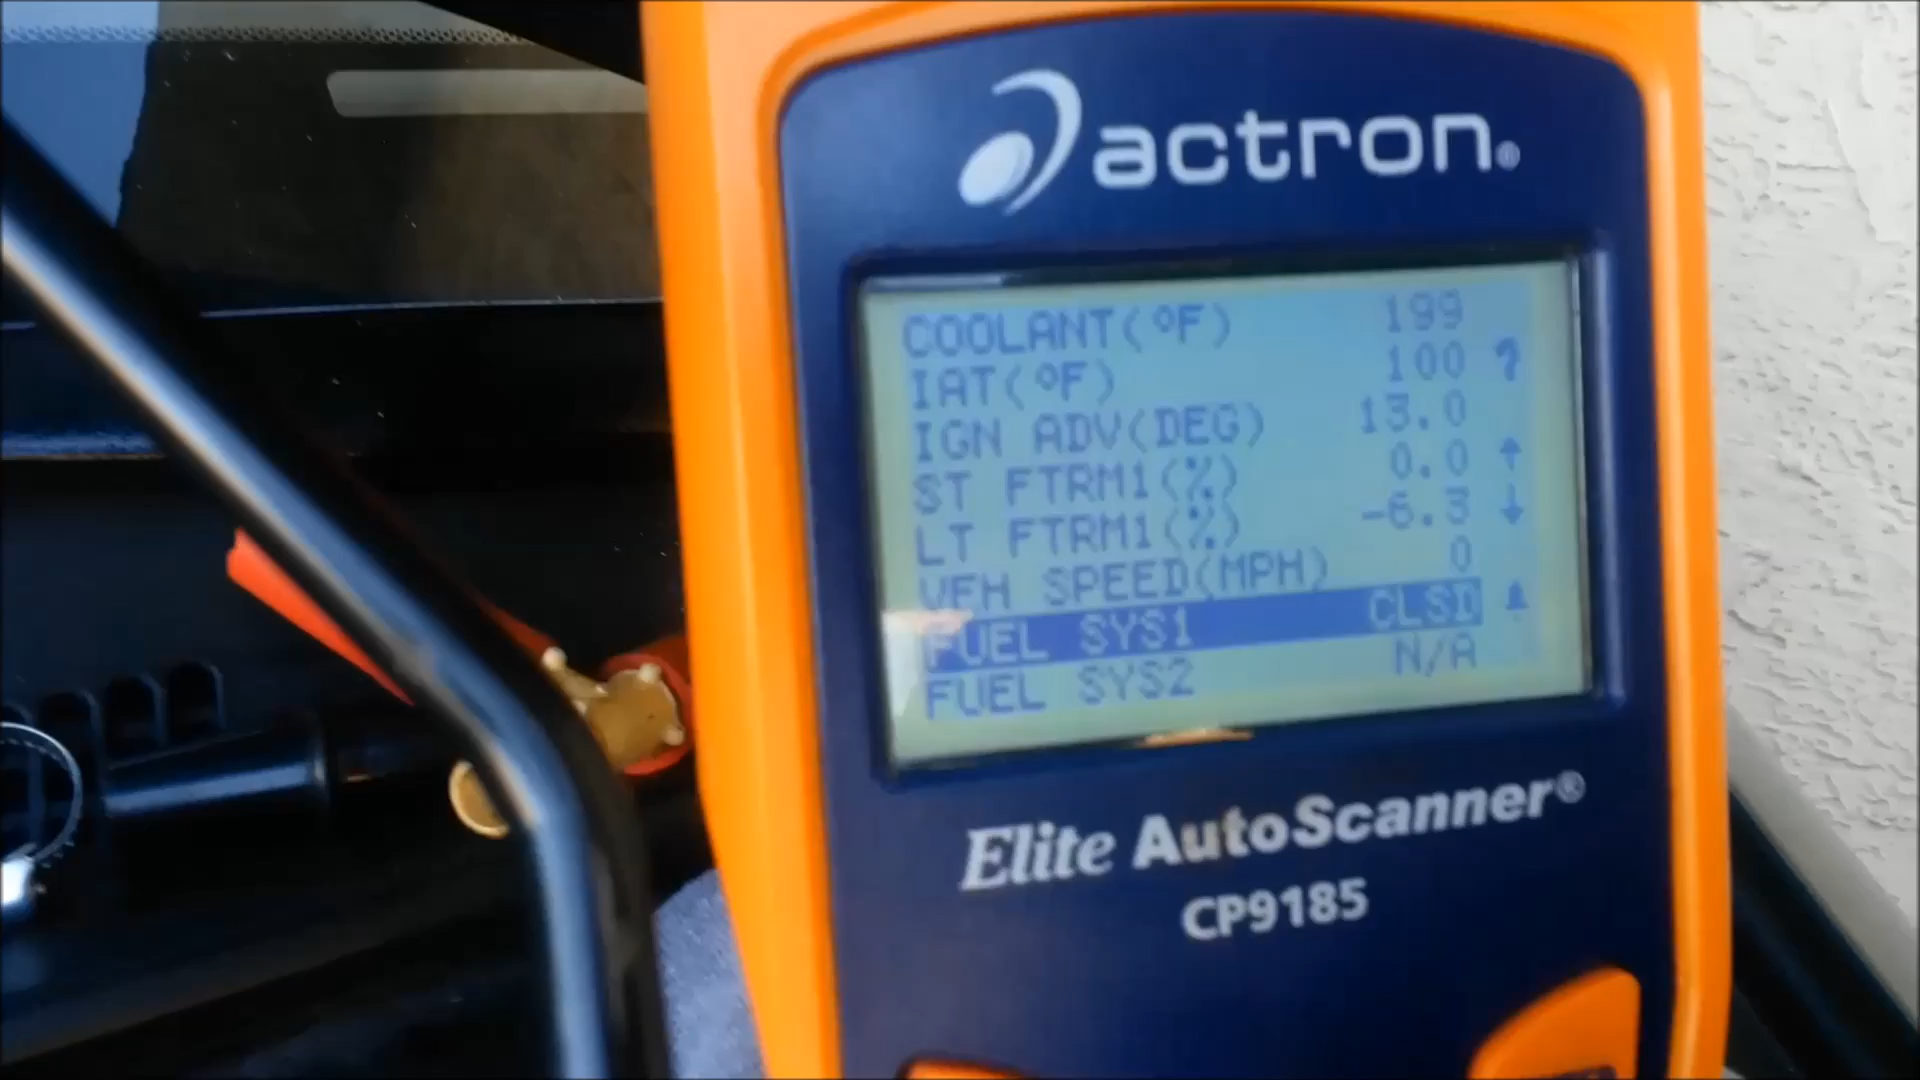 actron®
COOLANT(°F) 199
IAT(°F) 100 ?
IGN ADV(DEG) 13.0
ST FTRM1(%) 0.0
LT FTRM1(%) -6.3
VEH SPEED(MPH) 0
FUEL SYS1 CLSD
FUEL SYS2 N/A
Elite AutoScanner®
CP9185